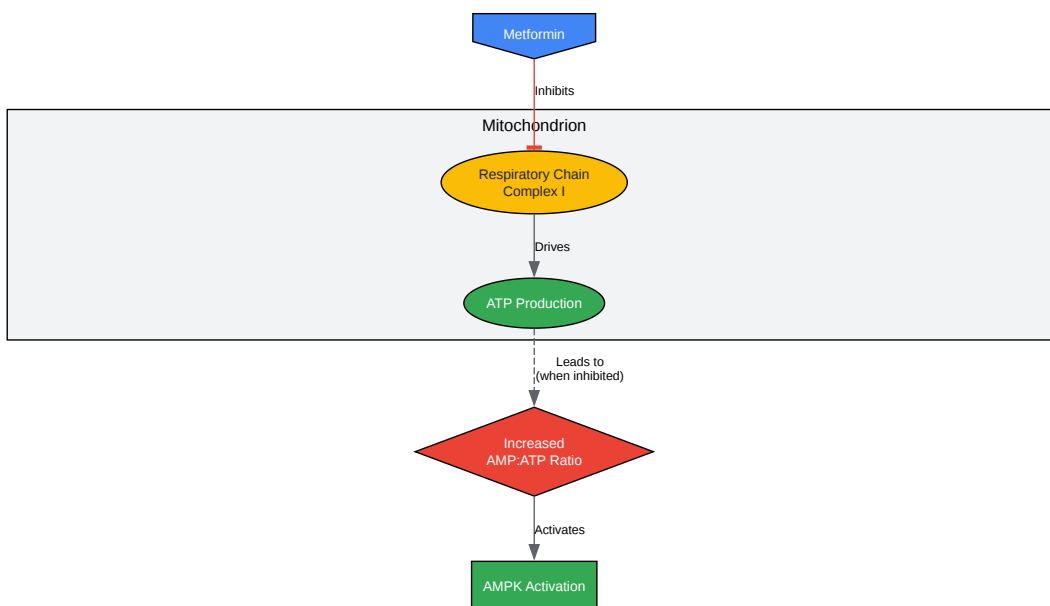 Metformin
Inhibits
Mitochondrion
Respiratory Chain
Complex I
Drives
ATP Production
Leads to
(when inhibited)
Increased
AMP:ATP Ratio
Activates
AMPK Activation